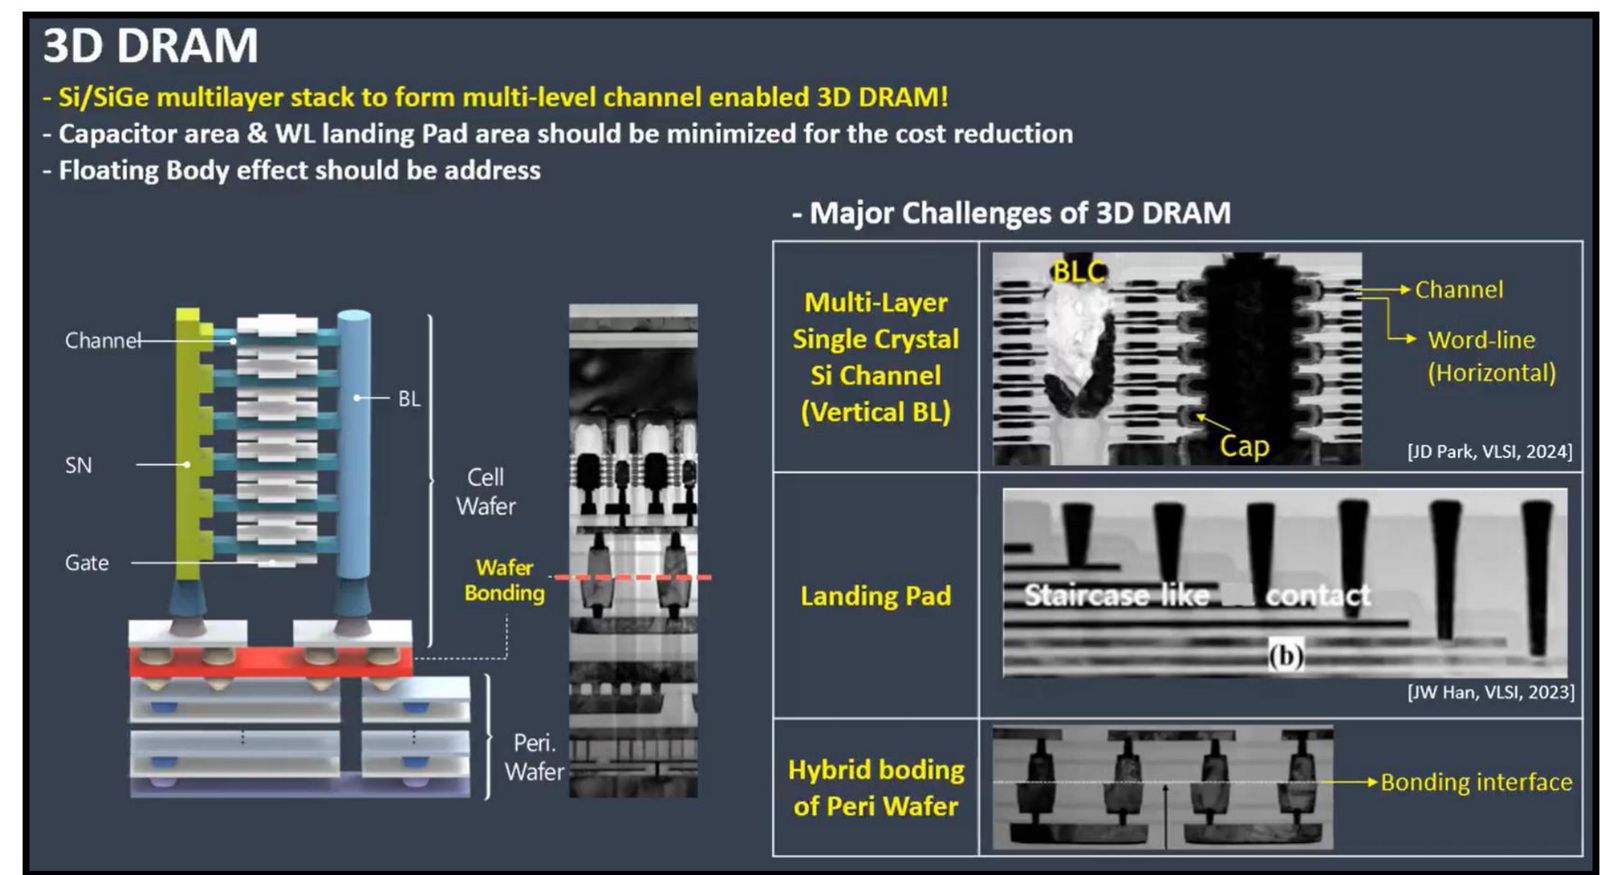 3D DRAM
- Si/SiGe multilayer stack to form multi-level channel enabled 3D DRAM!
- Capacitor area & WL landing Pad area should be minimized for the cost reduction
- Floating Body effect should be address
Channel
BL
SN
Gate
Cell
Wafer
Wafer
Bonding
Peri.
Wafer
- Major Challenges of 3D DRAM
Multi-Layer
Single Crystal
Si Channel
(Vertical BL)
BLC
Channel
Word-line
(Horizontal)
Cap
[JD Park, VLSI, 2024]
Landing Pad
Staircase like contact
(b)
[JW Han, VLSI, 2023]
Hybrid boding
of Peri Wafer
Bonding interface